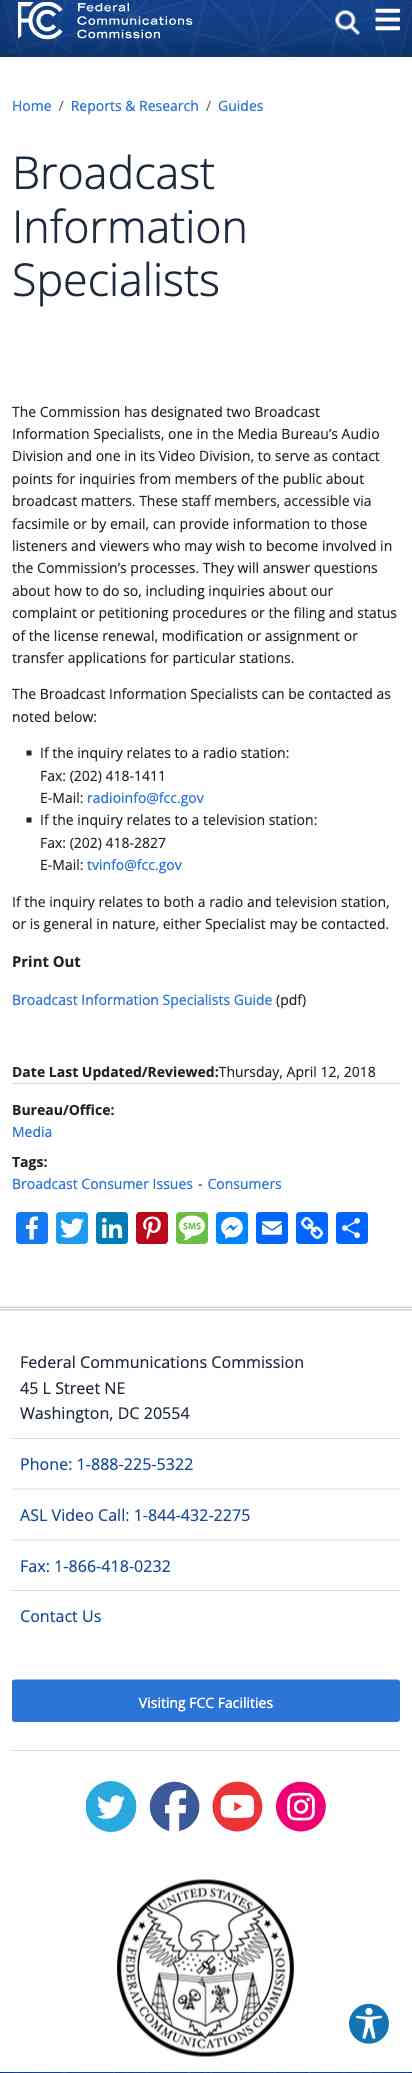 FCC
Federal
Communications
Commission
Home / Reports & Research / Guides
Broadcast
Information
Specialists
The Commission has designated two Broadcast
Information Specialists, one in the Media Bureau's Audio
Division and one in its Video Division, to serve as contact
points for inquiries from members of the public about
broadcast matters. These staff members, accessible via
facsimile or by email, can provide information to those
listeners and viewers who may wish to become involved in
the Commission's processes. They will answer questions
about how to do so, including inquiries about our
complaint or petitioning procedures or the filing and status
of the license renewal, modification or assignment or
transfer applications for particular stations.
The Broadcast Information Specialists can be contacted as
noted below:
If the inquiry relates to a radio station:
Fax: (202) 418-1411
E-Mail: radioinfo@fcc.gov
If the inquiry relates to a television station:
Fax: (202) 418-2827
E-Mail: tvinfo@fcc.gov
If the inquiry relates to both a radio and television station,
or is general in nature, either Specialist may be contacted.
Print Out
Broadcast Information Specialists Guide (pdf)
Date Last Updated/Reviewed:Thursday, April 12, 2018
Bureau/Office:
Media
Tags:
Broadcast Consumer Issues - Consumers
SMS
Federal Communications Commission
45 L Street NE
Washington, DC 20554
Phone: 1-888-225-5322
ASL Video Call: 1-844-432-2275
Fax: 1-866-418-0232
Contact Us
Visiting FCC Facilities
UNITED STATES
FEDERAL COMMUNICATIONS COMMISSION